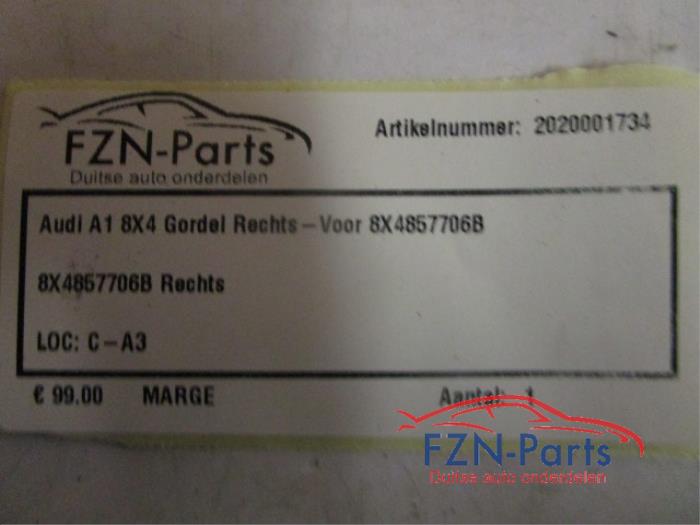 FZN-Parts
Duitse auto onderdelen
Artikelnummer: 2020001734
Audi A1 8X4 Gordel Rechts-Voor 8X4857706B
8X4857706B Rechts
LOC: C-A3
€ 99.00 MARGE Aantal: 1
FZN-Parts
Duitse auto onderdelen